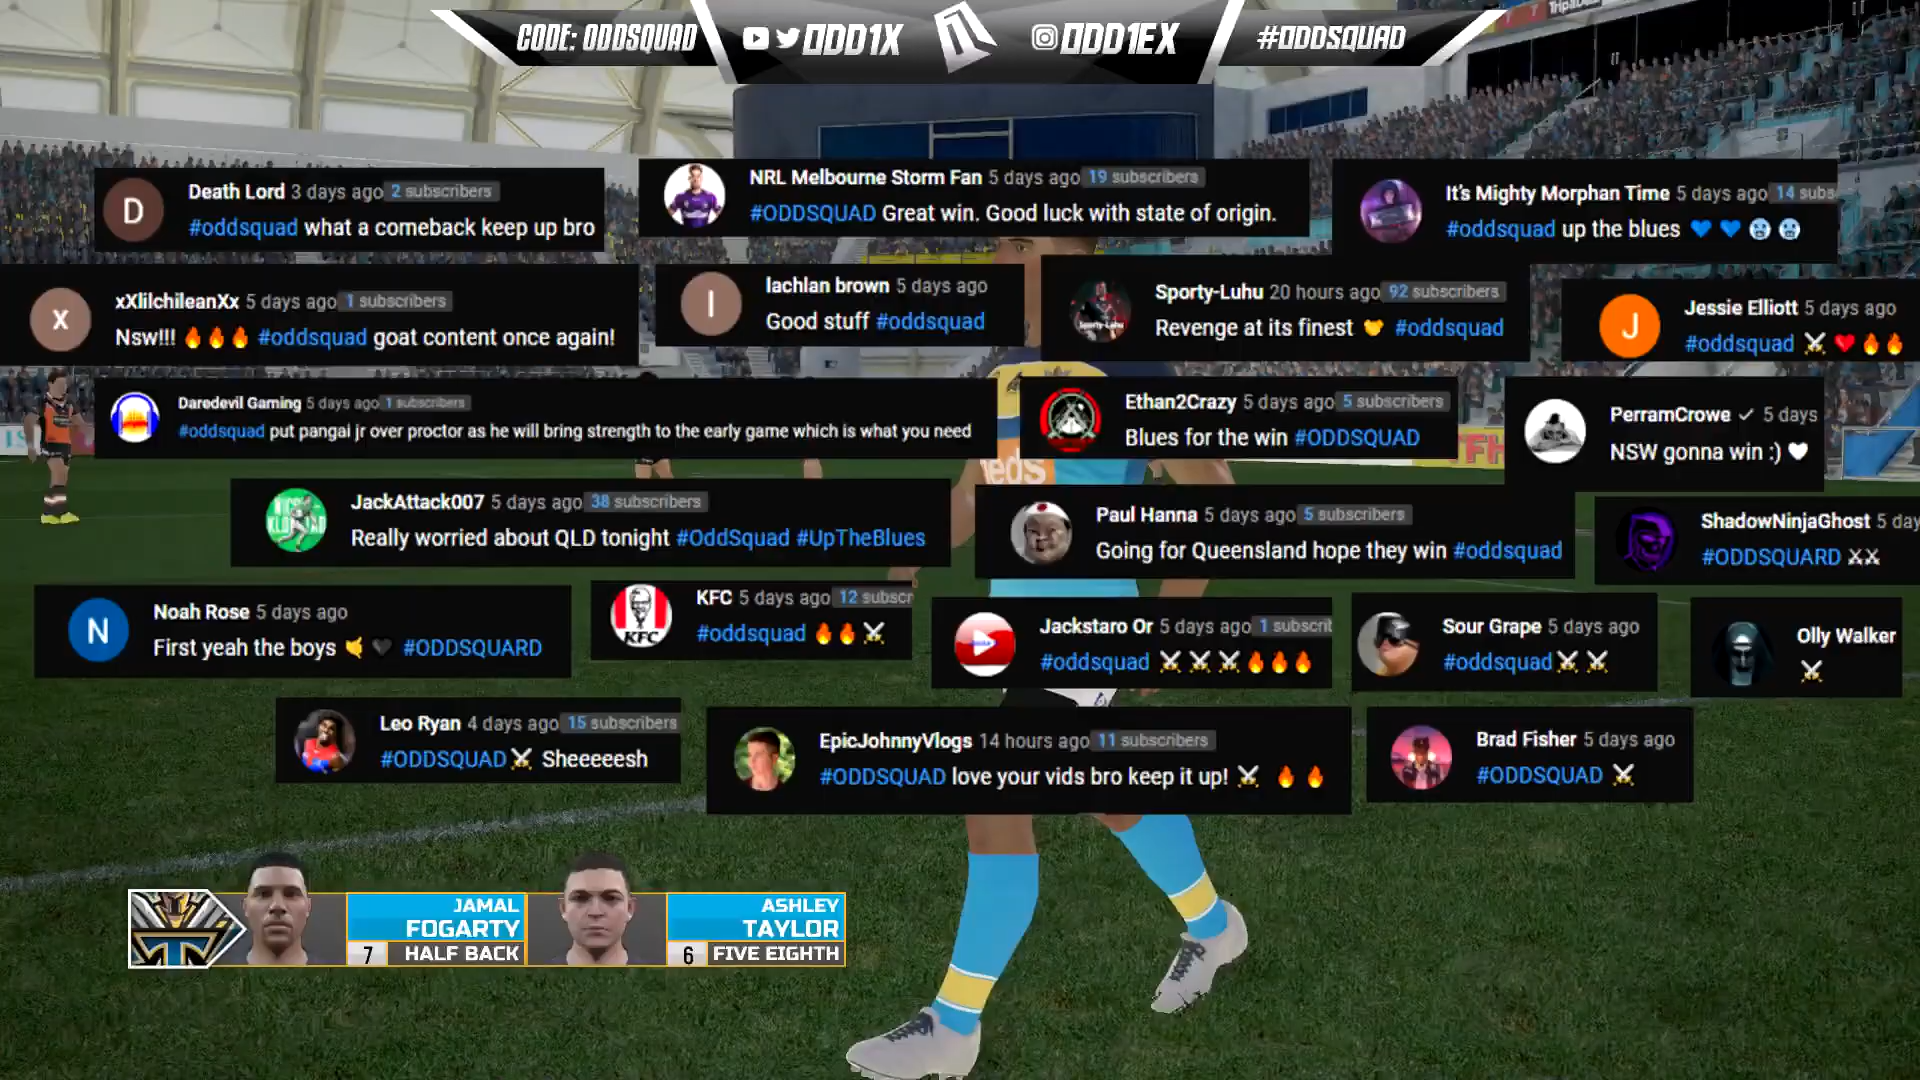 CODE: ODDSQUAD
ODD1X
ODD1EX
#ODDSQUAD
Death Lord 3 days ago 2 subscribers
#oddsquad what a comeback keep up bro
NRL Melbourne Storm Fan 5 days ago 19 subscribers
#ODDSQUAD Great win. Good luck with state of origin.
It's Mighty Morphan Time 5 days ago 14 subs
#oddsquad up the blues 💙 💙 🥶 🥶
xXlilchileanXx 5 days ago 1 subscribers
Nsw!!! 🔥🔥🔥 #oddsquad goat content once again!
lachlan brown 5 days ago
Good stuff #oddsquad
Sporty-Luhu 20 hours ago 92 subscribers
Revenge at its finest #oddsquad
Jessie Elliott 5 days ago
#oddsquad ⚔ ❤🔥🔥
Daredevil Gaming 5 days ago 1 subscribers
#oddsquad put pangai jr over proctor as he will bring strength to the early game which is what you need
Ethan2Crazy 5 days ago 5 subscribers
Blues for the win #ODDSQUAD
PerramCrowe ✓ 5 days
NSW gonna win :) 🤍
JackAttack007 5 days ago 38 subscribers
Really worried about QLD tonight #OddSquad #UpTheBlues
Paul Hanna 5 days ago 5 subscribers
Going for Queensland hope they win #oddsquad
ShadowNinjaGhost 5 day
#ODDSQUARD ⚔⚔
Noah Rose 5 days ago
First yeah the boys 🤙 🖤 #ODDSQUARD
KFC 5 days ago 12 subscr
#oddsquad 🔥🔥⚔
KFC
Jackstaro Or 5 days ago 1 subscrib
#oddsquad ⚔⚔⚔🔥🔥🔥
Sour Grape 5 days ago
#oddsquad⚔⚔
Olly Walker
⚔
Leo Ryan 4 days ago 15 subscribers
#ODDSQUAD⚔ Sheeeeesh
EpicJohnnyVlogs 14 hours ago 11 subscribers
#ODDSQUAD love your vids bro keep it up! ⚔ 🔥 🔥
Brad Fisher 5 days ago
#ODDSQUAD ⚔
JAMAL
FOGARTY
7 HALF BACK
ASHLEY
TAYLOR
6 FIVE EIGHTH